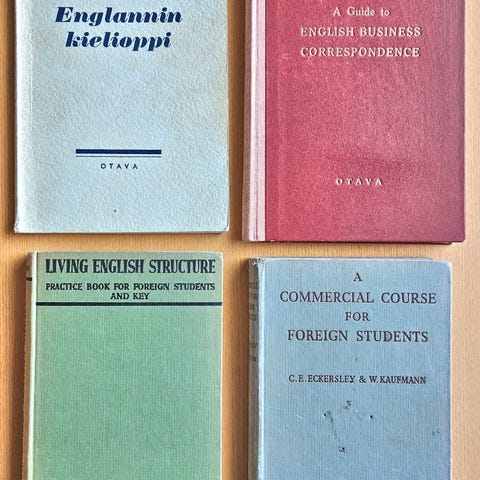 Englannin
kielioppi
OTAVA
A Guide to
ENGLISH BUSINESS
CORRESPONDENCE
OTAVA
LIVING ENGLISH STRUCTURE
PRACTICE BOOK FOR FOREIGN STUDENTS
AND KEY
A
COMMERCIAL COURSE
FOR
FOREIGN STUDENTS
C. E. ECKERSLEY & W. KAUFMANN